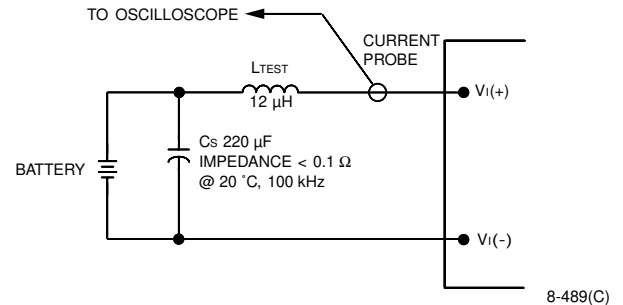 TO OSCILLOSCOPE
CURRENT
PROBE
LTEST
12 µH
VI(+)
CS 220 µF
IMPEDANCE < 0.1 Ω
@ 20 ˚C, 100 kHz
BATTERY
VI(-)
8-489(C)